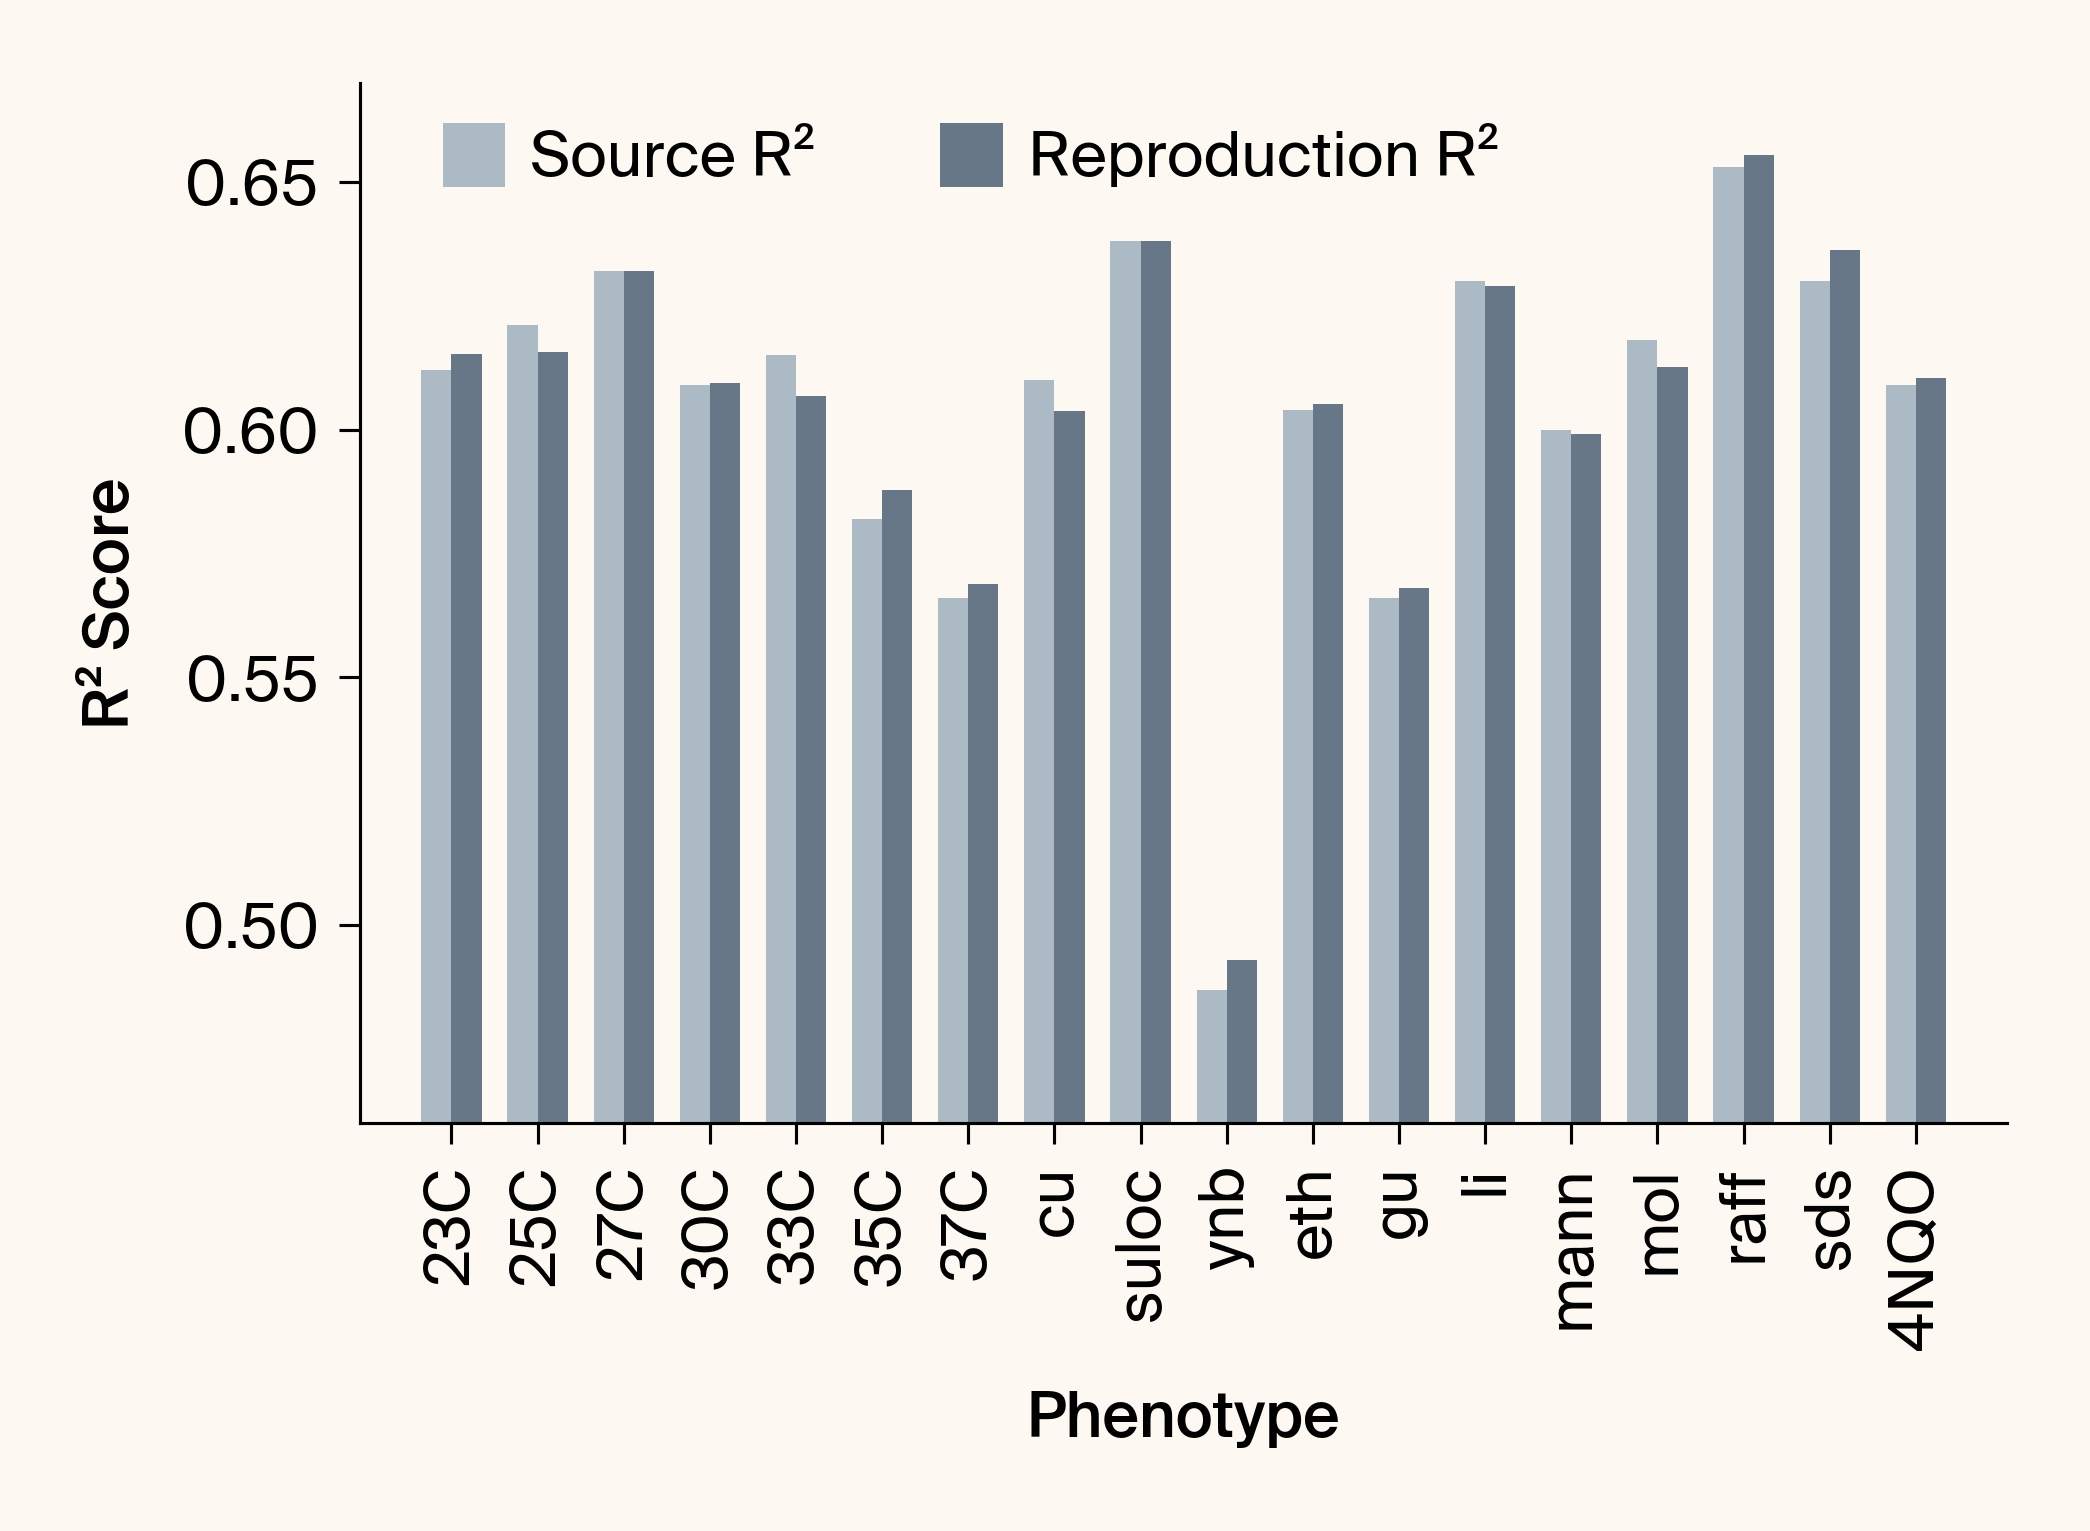 Source R²
Reproduction R²
0.65
0.60
0.55
0.50
R² Score
23C
25C
27C
30C
33C
35C
37C
cu
suloc
ynb
eth
gu
li
mann
mol
raff
sds
4NQO
Phenotype